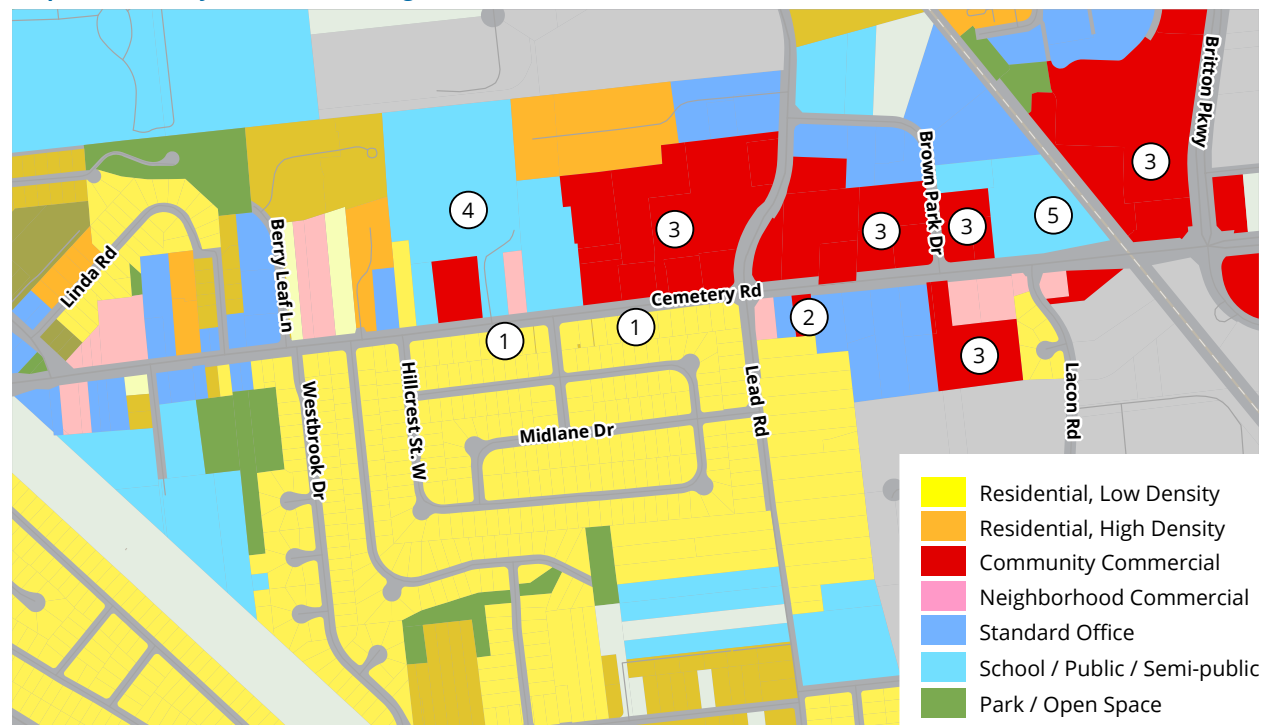 Britton Pkwy
Brown Park Dr
3
4
5
3
3
3
Berry Leaf Ln
Linda Rd
Cemetery Rd
1
1
2
3
Westbrook Dr
Hillcrest St. W
Lead Rd
Lacon Rd
Midlane Dr
Residential, Low Density
Residential, High Density
Community Commercial
Neighborhood Commercial
Standard Office
School / Public / Semi-public
Park / Open Space